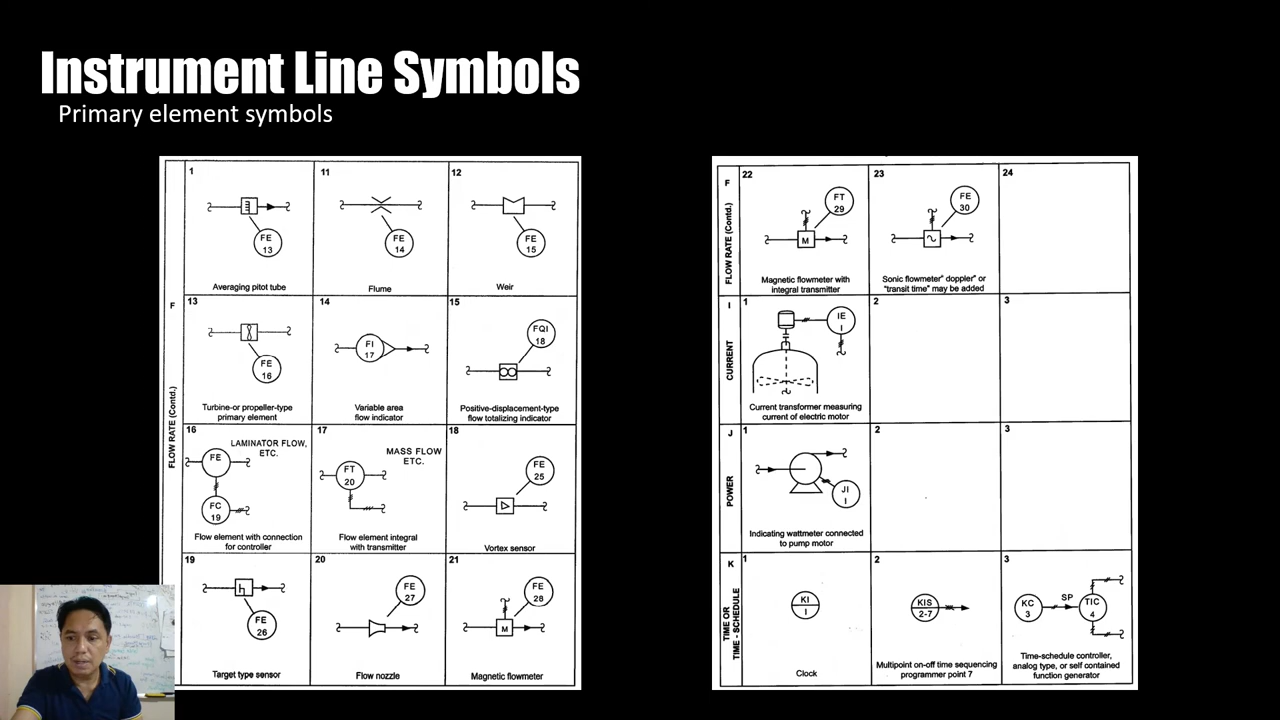 Instrument Line Symbols
Primary element symbols
F
FLOW RATE (Contd.)
1
FE
13
Averaging pitot tube
11
FE
14
Flume
12
FE
15
Weir
13
FE
16
Turbine-or propeller-type
primary element
14
FI
17
Variable area
flow indicator
15
FQI
18
Positive-displacement-type
flow totalizing indicator
16
LAMINATOR FLOW,
ETC.
FE
FC
19
Flow element with connection
for controller
17
MASS FLOW
ETC.
FT
20
Flow element integral
with transmitter
18
FE
25
Vortex sensor
19
FE
26
Target type sensor
20
FE
27
Flow nozzle
21
FE
28
M
Magnetic flowmeter
F
FLOW RATE (Contd.)
22
FT
29
M
Magnetic flowmeter with
integral transmitter
23
FE
30
Sonic flowmeter" doppler" or
"transit time" may be added
24
I
CURRENT
1
IE
I
Current transformer measuring
current of electric motor
2
3
J
POWER
1
JI
I
Indicating wattmeter connected
to pump motor
2
3
K
TIME OR
TIME - SCHEDULE
1
KI
I
Clock
2
KIS
2-7
Multipoint on-off time sequencing
programmer point 7
3
KC
3
SP
TIC
4
Time-schedule controller,
analog type, or self contained
function generator